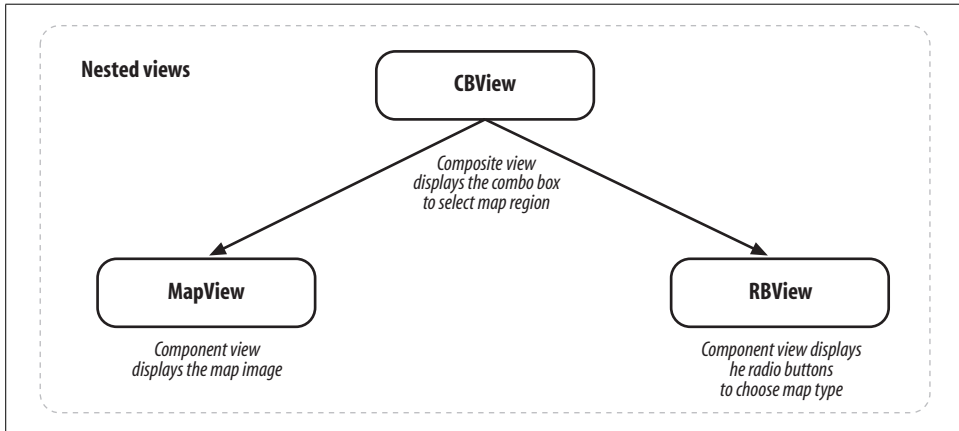 Nested views
CBView
Composite view
displays the combo box
to select map region
MapView
Component view
displays the map image
RBView
Component view displays
he radio buttons
to choose map type